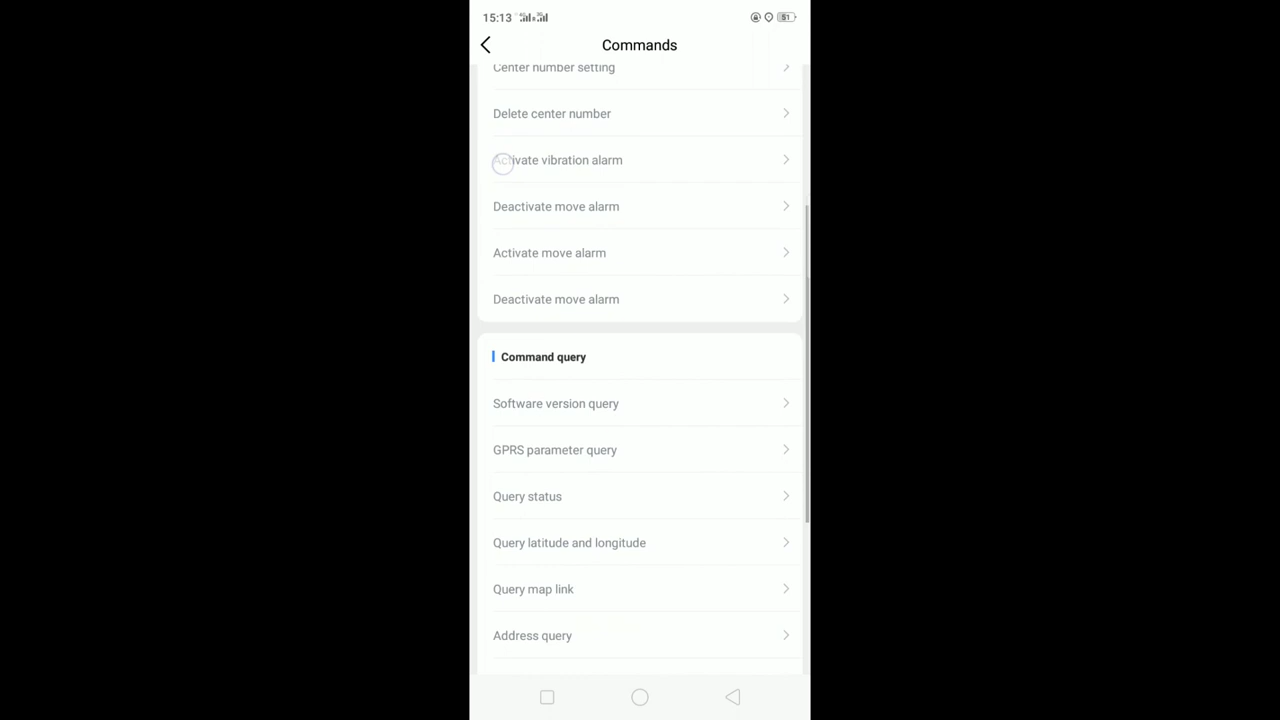 15:13
51
Commands
Center number setting
Delete center number
Activate vibration alarm
Deactivate move alarm
Activate move alarm
Deactivate move alarm
Command query
Software version query
GPRS parameter query
Query status
Query latitude and longitude
Query map link
Address query